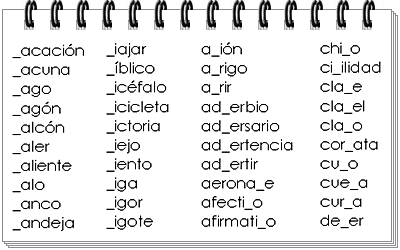 _acación _iajar a_ión chi_o
_acuna _íblico a_rigo ci_ilidad
_ago _icéfalo a_rir cla_e
_agón _icicleta ad_erbio cla_el
_alcón _ictoria ad_ersario cla_o
_aler _iejo ad_ertencia cor_ata
_aliente _iento ad_ertir cu_o
_alo _iga aerona_e cue_a
_anco _igor afecti_o cur_a
_andeja _igote afirmati_o de_er